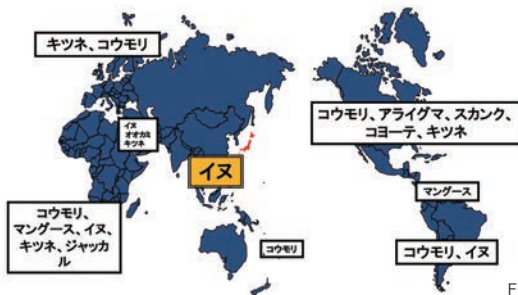 キツネ、コウモリ
イヌ
オオカミ
キツネ
イヌ
コウモリ、
マングース、イヌ、
キツネ、ジャッカ
ル
コウモリ
コウモリ、アライグマ、スカンク、
コヨーテ、キツネ
マングース
コウモリ、イヌ
F